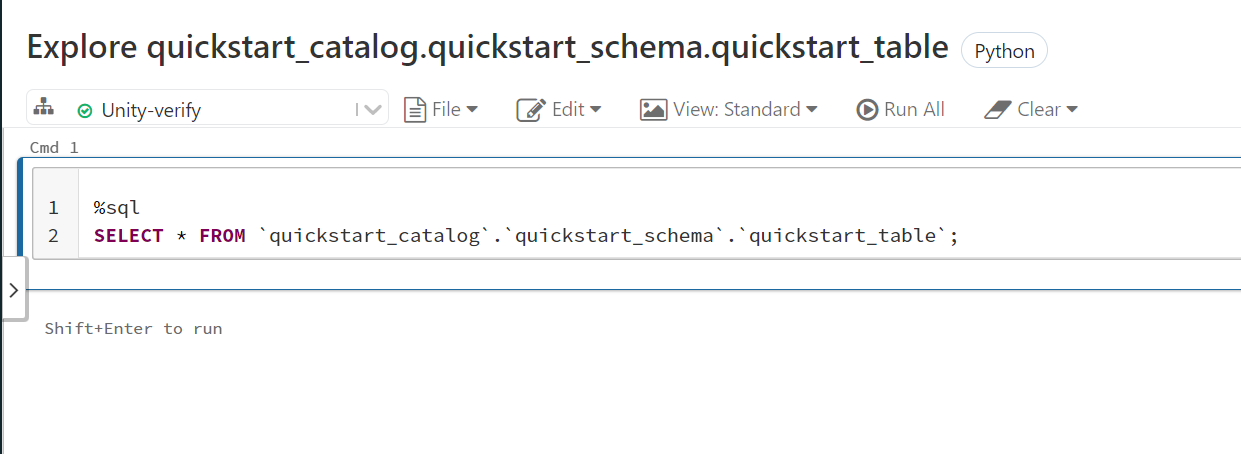 Explore quickstart_catalog.quickstart_schema.quickstart_table Python
Unity-verify File Edit View: Standard Run All Clear
Cmd 1
1 %sql
2 SELECT * FROM `quickstart_catalog`.`quickstart_schema`.`quickstart_table`;
Shift+Enter to run